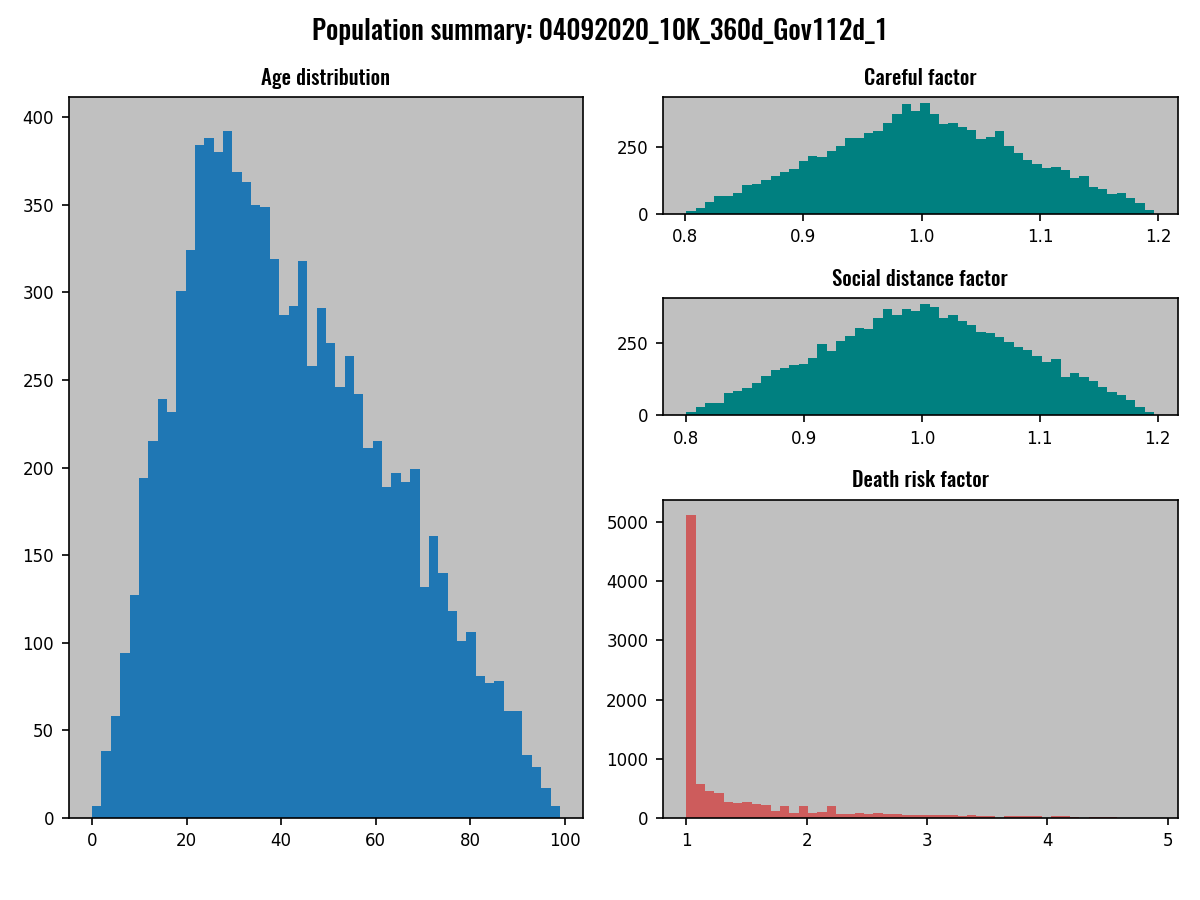 Population summary: 04092020_10K_360d_Gov112d_1
Age distribution
400
350
300
250
200
150
100
50
0
0 20 40 60 80 100
Careful factor
250
0
0.8 0.9 1.0 1.1 1.2
Social distance factor
250
0
0.8 0.9 1.0 1.1 1.2
Death risk factor
5000
4000
3000
2000
1000
0
1 2 3 4 5